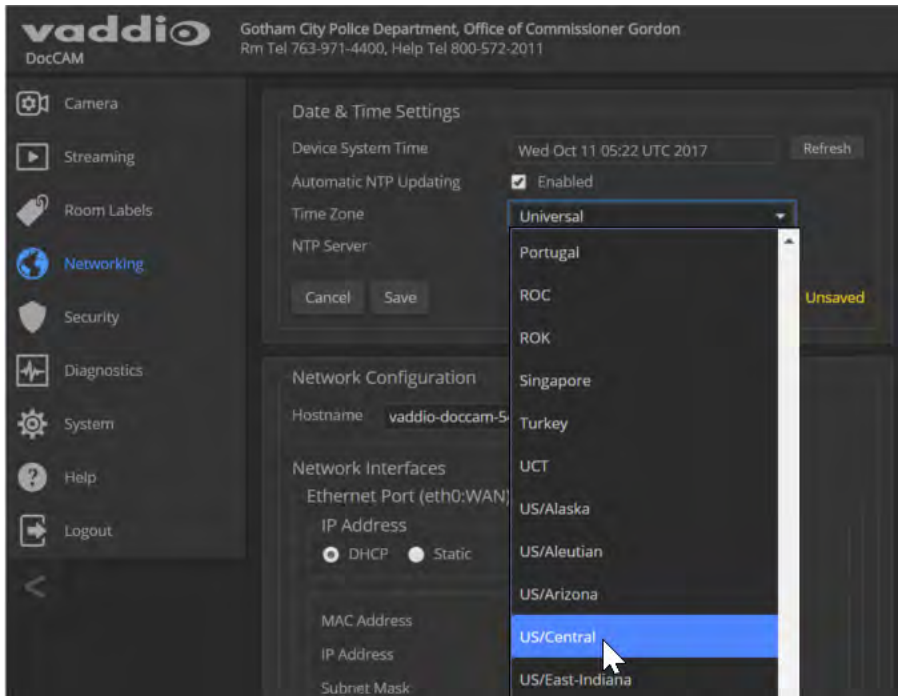 vaddio
DocCAM
Gotham City Police Department, Office of Commissioner Gordon
Rm Tel 763-971-4400, Help Tel 800-572-2011
Camera
Streaming
Room Labels
Networking
Security
Diagnostics
System
Help
Logout
<
Date & Time Settings
Device System Time Wed Oct 11 05:22 UTC 2017 Refresh
Automatic NTP Updating Enabled
Time Zone Universal
NTP Server
Cancel Save Unsaved
Portugal
ROC
ROK
Singapore
Turkey
UCT
US/Alaska
US/Aleutian
US/Arizona
US/Central
US/East-Indiana
Network Configuration
Hostname vaddio-doccam-5
Network Interfaces
Ethernet Port (eth0:WAN)
IP Address
DHCP Static
MAC Address
IP Address
Subnet Mask